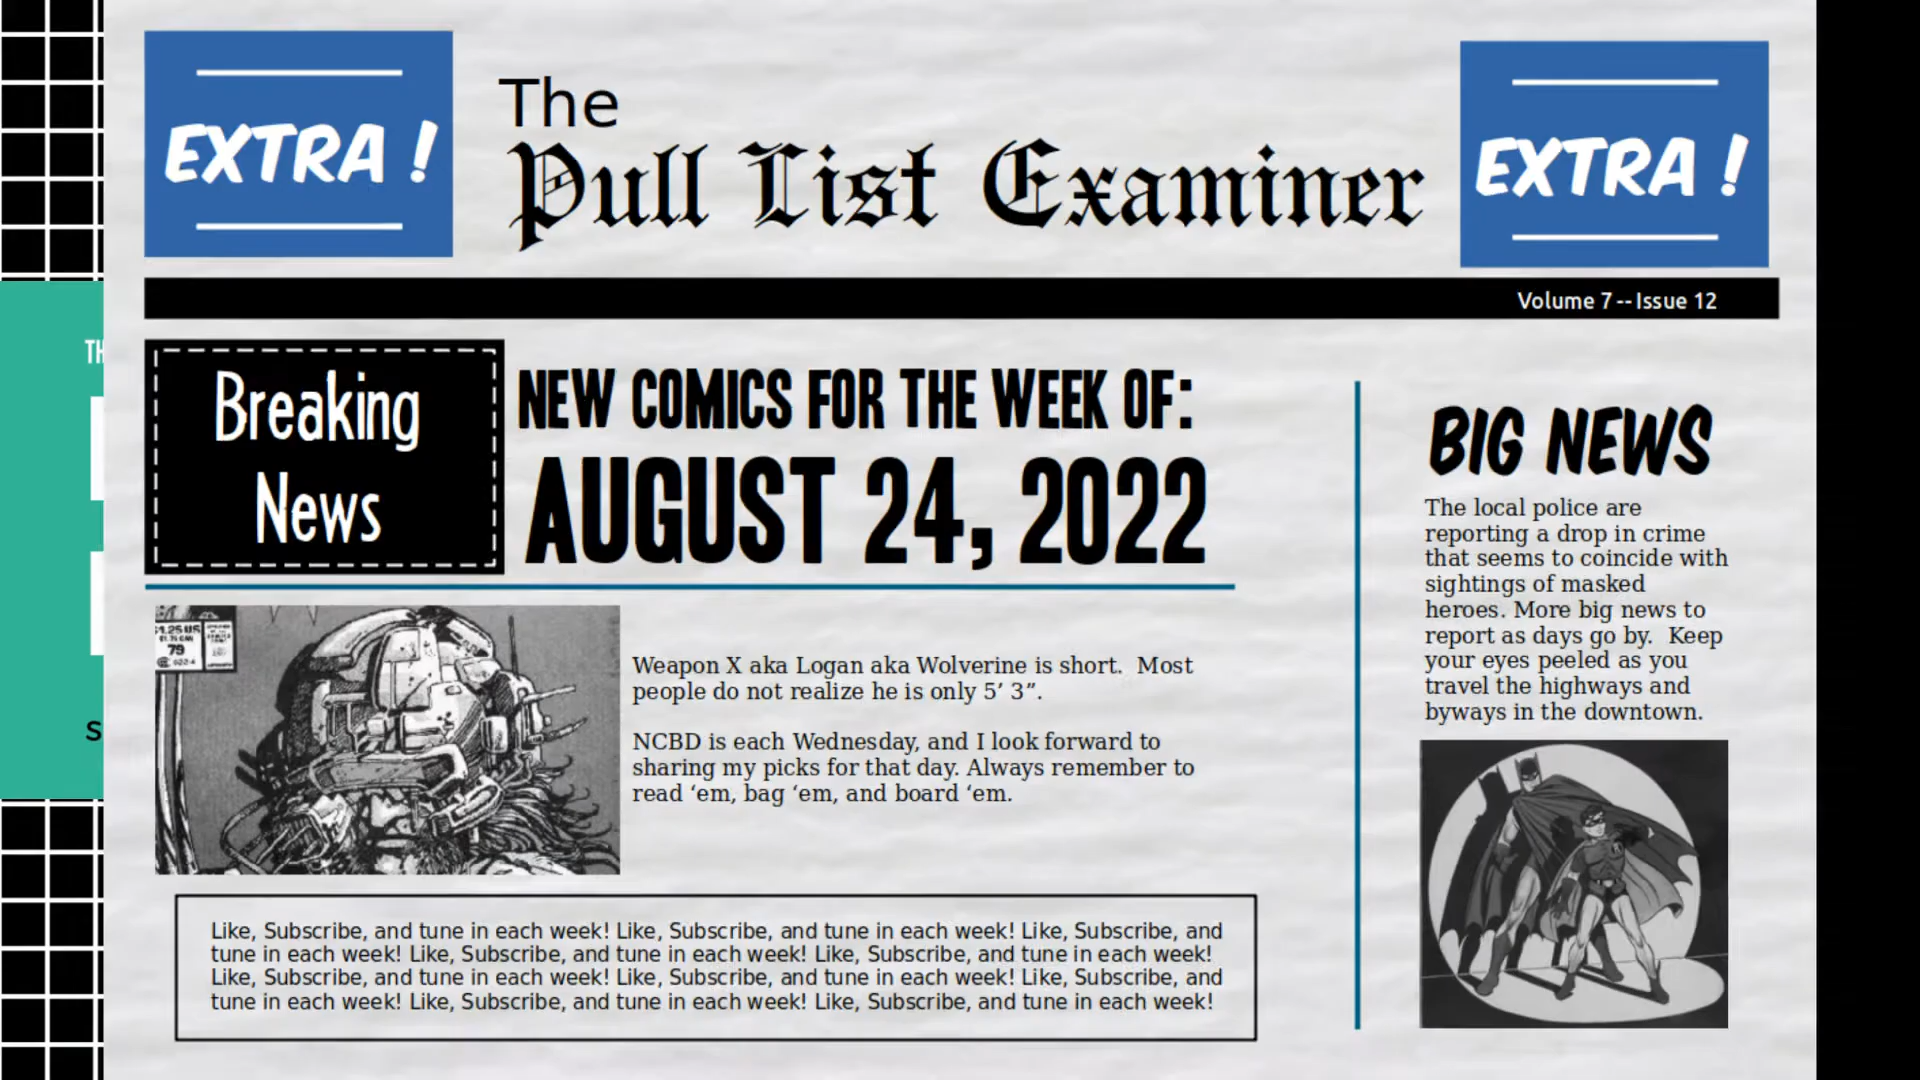 EXTRA !
The
Pull List Examiner
EXTRA !
Volume 7 -- Issue 12
TH
Breaking
News
NEW COMICS FOR THE WEEK OF:
AUGUST 24, 2022
$1.25 US
79
Weapon X aka Logan aka Wolverine is short.  Most
people do not realize he is only 5’ 3”.
NCBD is each Wednesday, and I look forward to
sharing my picks for that day. Always remember to
read ‘em, bag ‘em, and board ‘em.
S
Like, Subscribe, and tune in each week! Like, Subscribe, and tune in each week! Like, Subscribe, and
tune in each week! Like, Subscribe, and tune in each week! Like, Subscribe, and tune in each week!
Like, Subscribe, and tune in each week! Like, Subscribe, and tune in each week! Like, Subscribe, and
tune in each week! Like, Subscribe, and tune in each week! Like, Subscribe, and tune in each week!
BIG NEWS
The local police are
reporting a drop in crime
that seems to coincide with
sightings of masked
heroes. More big news to
report as days go by.  Keep
your eyes peeled as you
travel the highways and
byways in the downtown.